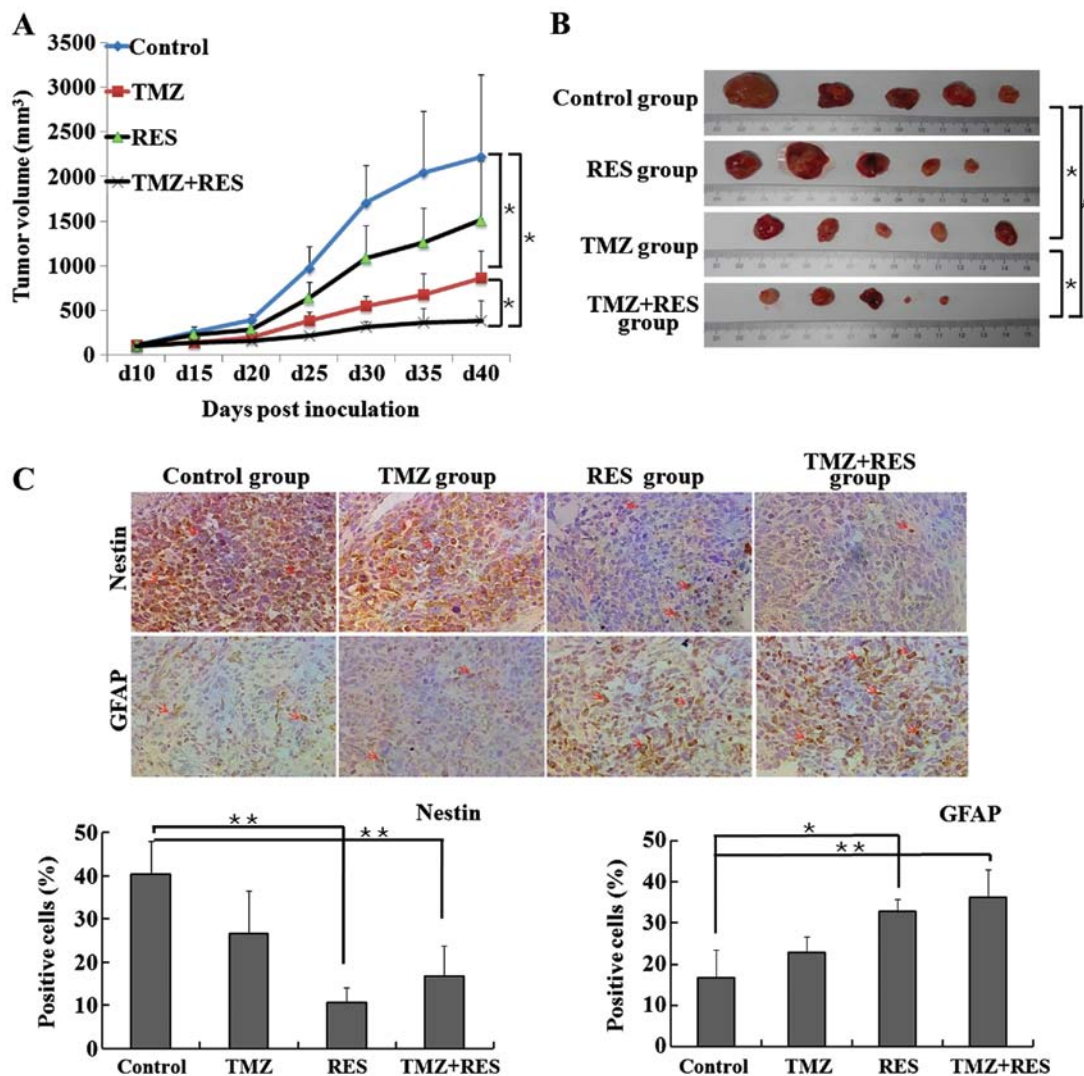 A
3500
3000
2500
2000
1500
1000
500
0
Tumor volume (mm³)
Control
TMZ
RES
TMZ+RES
*
*
*
d10 d15 d20 d25 d30 d35 d40
Days post inoculation
B
Control group
RES group
TMZ group
TMZ+RES
group
*
*
*
C
Control group TMZ group RES group TMZ+RES
group
Nestin
GFAP
Nestin
50
40
30
20
10
0
Positive cells (%)
**
**
Control TMZ RES TMZ+RES
GFAP
50
40
30
20
10
0
Positive cells (%)
*
**
Control TMZ RES TMZ+RES